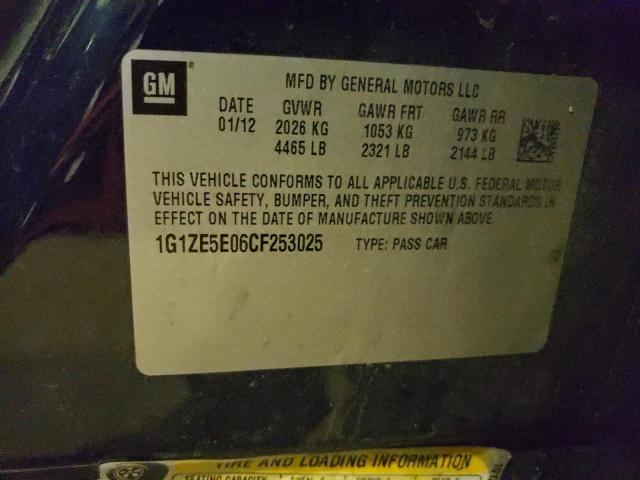 GM
MFD BY GENERAL MOTORS LLC
DATE GVWR GAWR FRT GAWR RR
01/12 2026 KG 1053 KG 973 KG
4465 LB 2321 LB 2144 LB
THIS VEHICLE CONFORMS TO ALL APPLICABLE U.S. FEDERAL MOTOR
VEHICLE SAFETY, BUMPER, AND THEFT PREVENTION STANDARDS IN
EFFECT ON THE DATE OF MANUFACTURE SHOWN ABOVE.
1G1ZE5E06CF253025 TYPE: PASS CAR
TIRE AND LOADING INFORMATION
SEATING CAPACITY